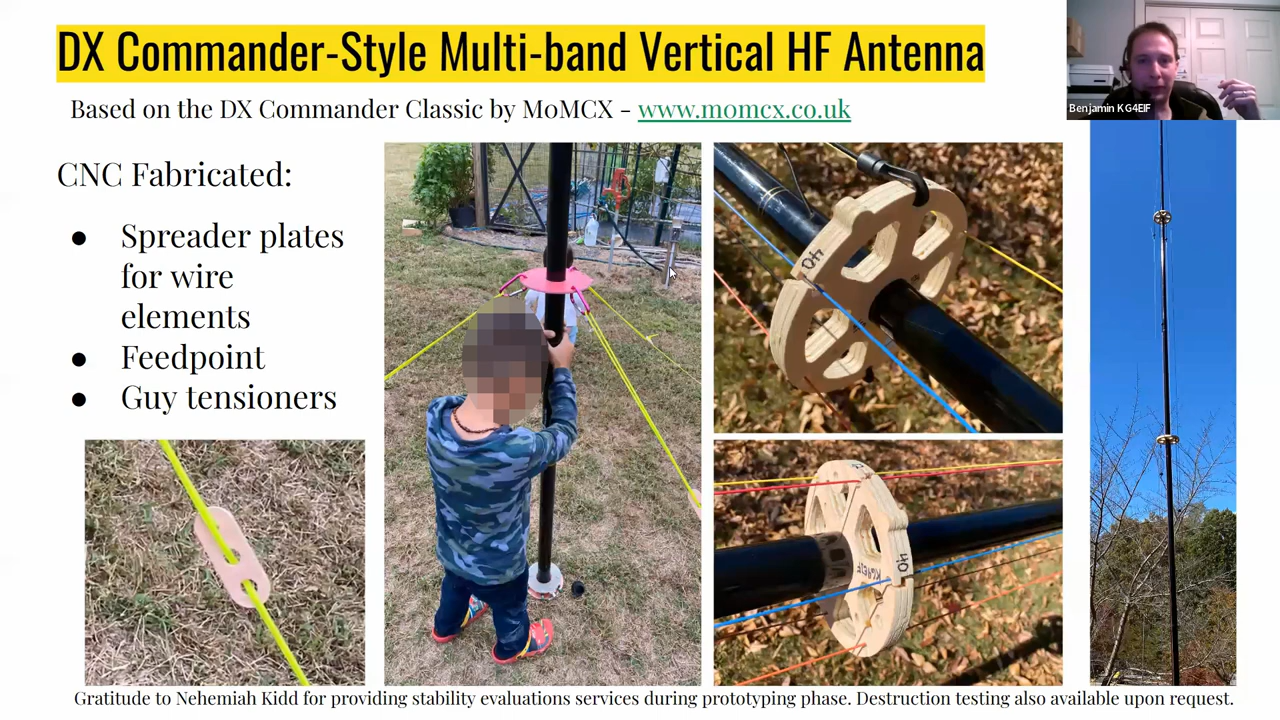 DX Commander-Style Multi-band Vertical HF Antenna
Benjamin KG4EIF
Based on the DX Commander Classic by M0MCX - www.m0mcx.co.uk
CNC Fabricated:
● Spreader plates
for wire
elements
● Feedpoint
● Guy tensioners
40
40
KG4EIF
Gratitude to Nehemiah Kidd for providing stability evaluations services during prototyping phase. Destruction testing also available upon request.